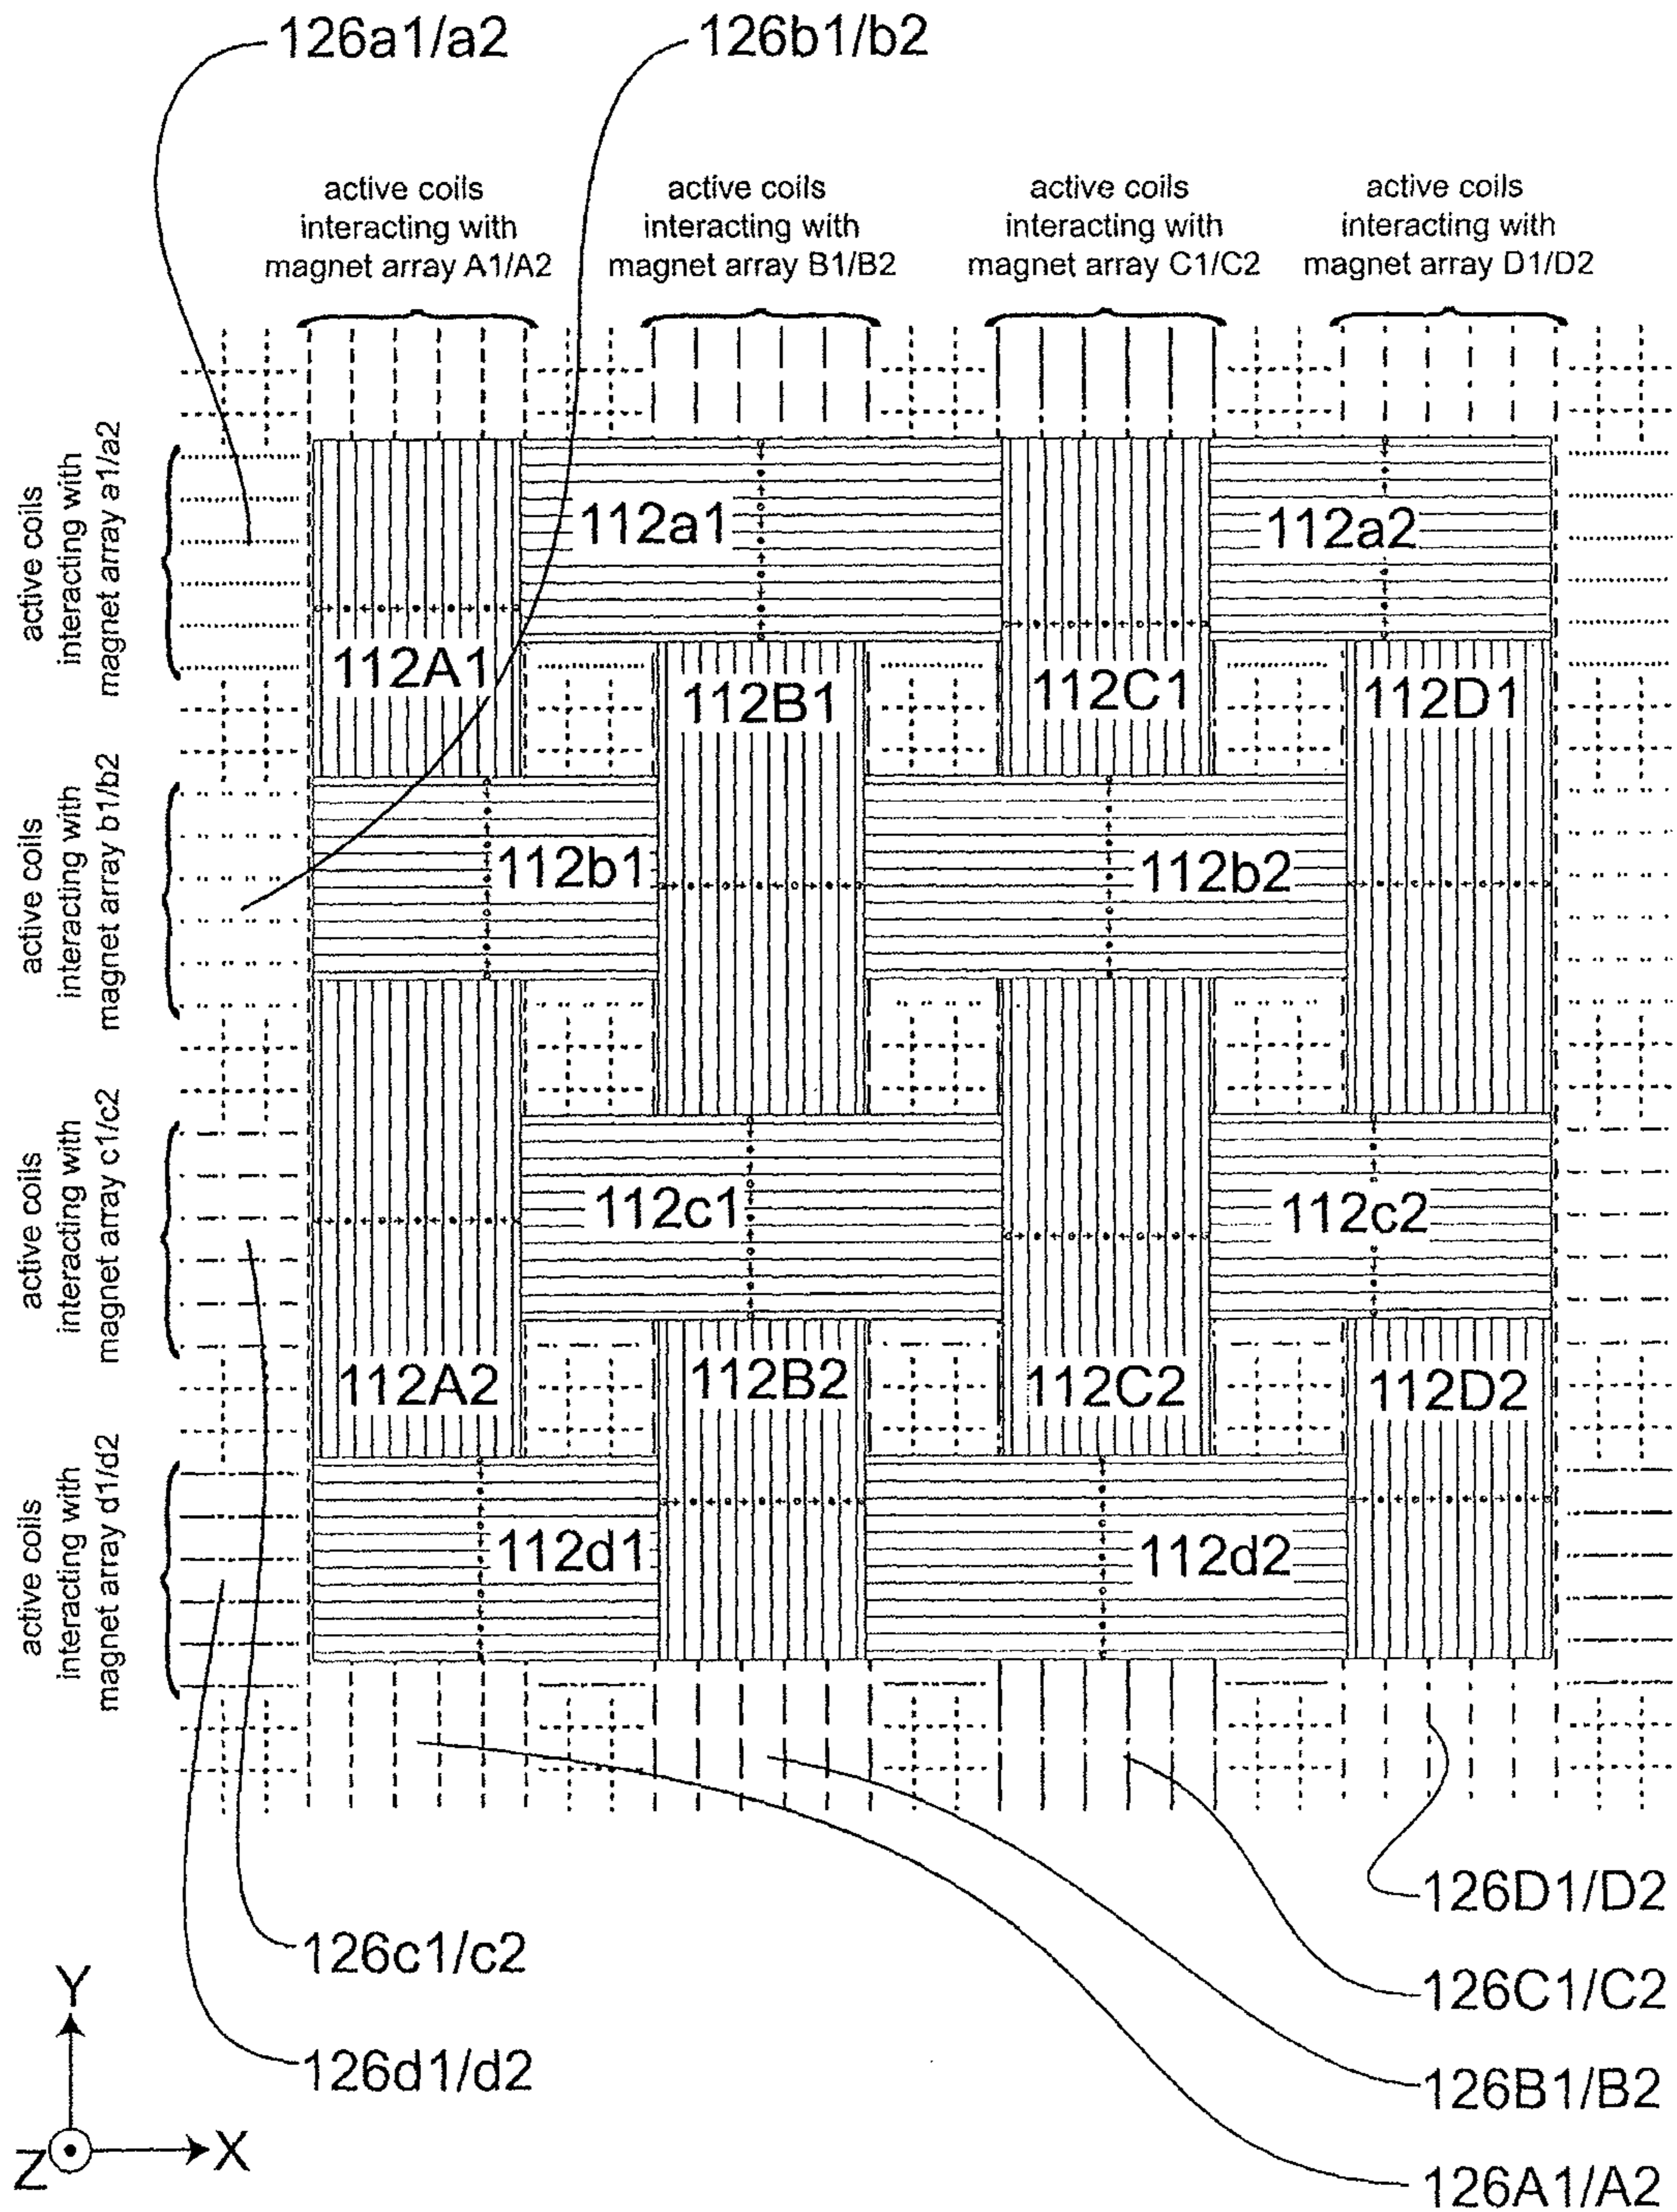 126a1/a2
126b1/b2
active coils
interacting with
magnet array A1/A2
active coils
interacting with
magnet array B1/B2
active coils
interacting with
magnet array C1/C2
active coils
interacting with
magnet array D1/D2
active coils
interacting with
magnet array a1/a2
112a1
112a2
112A1
112B1
112C1
112D1
active coils
interacting with
magnet array b1/b2
112b1
112b2
active coils
interacting with
magnet array c1/c2
112c1
112c2
112A2
112B2
112C2
112D2
active coils
interacting with
magnet array d1/d2
112d1
112d2
126D1/D2
126c1/c2
126C1/C2
126d1/d2
126B1/B2
126A1/A2
Y
Z
X